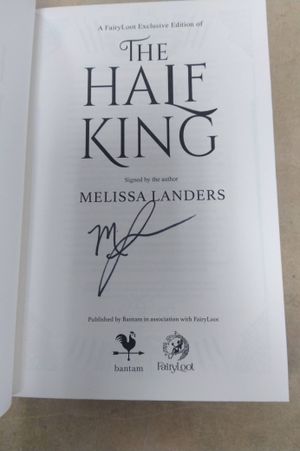 A FairyLoot Exclusive Edition of
THE
HALF
KING
Signed by the author
MELISSA LANDERS
Published by Bantam in association with FairyLoot
bantam
FairyLoot